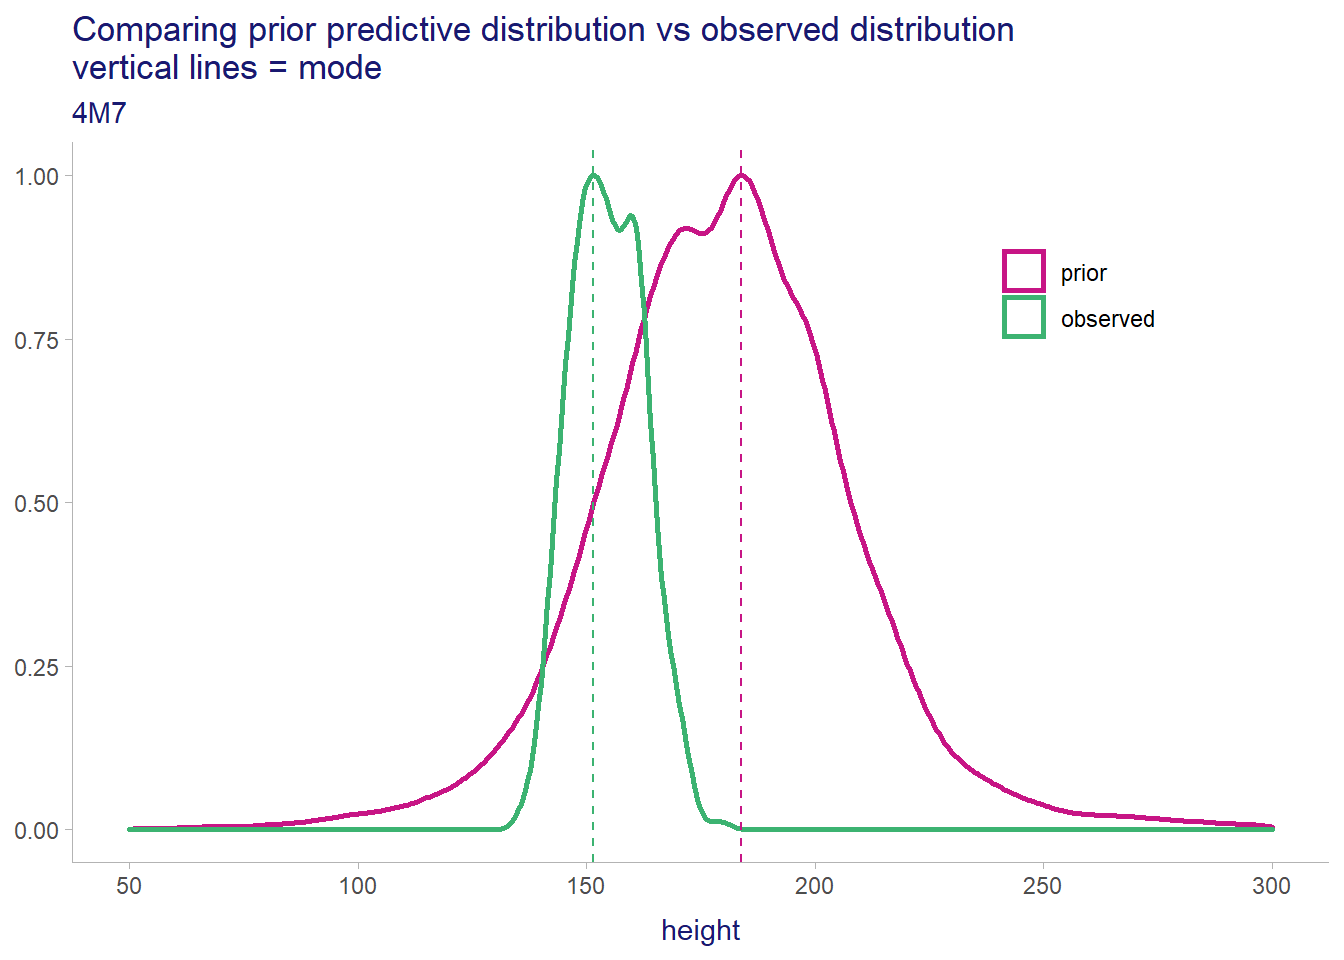 Comparing prior predictive distribution vs observed distribution
vertical lines = mode
4M7
1.00
0.75
0.50
0.25
0.00
prior
observed
50 100 150 200 250 300
height